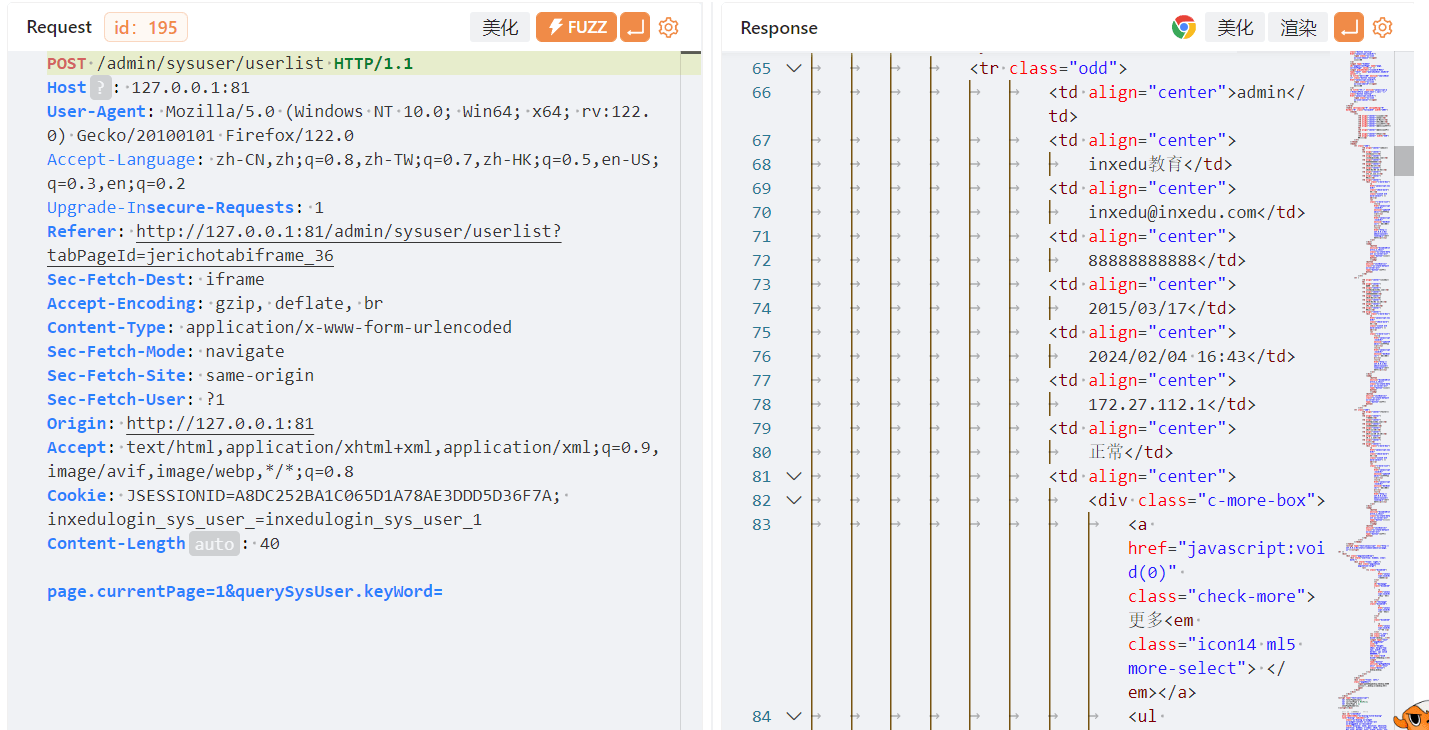 Request id: 195 美化 FUZZ
POST /admin/sysuser/userlist HTTP/1.1
Host ? : 127.0.0.1:81
User-Agent: Mozilla/5.0 (Windows NT 10.0; Win64; x64; rv:122.
0) Gecko/20100101 Firefox/122.0
Accept-Language: zh-CN,zh;q=0.8,zh-TW;q=0.7,zh-HK;q=0.5,en-US;
q=0.3,en;q=0.2
Upgrade-Insecure-Requests: 1
Referer: http://127.0.0.1:81/admin/sysuser/userlist?
tabPageId=jerichotabiframe_36
Sec-Fetch-Dest: iframe
Accept-Encoding: gzip, deflate, br
Content-Type: application/x-www-form-urlencoded
Sec-Fetch-Mode: navigate
Sec-Fetch-Site: same-origin
Sec-Fetch-User: ?1
Origin: http://127.0.0.1:81
Accept: text/html,application/xhtml+xml,application/xml;q=0.9,
image/avif,image/webp,*/*;q=0.8
Cookie: JSESSIONID=A8DC252BA1C065D1A78AE3DDD5D36F7A;
inxedulogin_sys_user_=inxedulogin_sys_user_1
Content-Length auto : 40
page.currentPage=1&querySysUser.keyWord=
Response 美化 渲染
65 <tr class="odd">
66 <td align="center">admin</
td>
67 <td align="center">
68 inxedu教育</td>
69 <td align="center">
70 inxedu@inxedu.com</td>
71 <td align="center">
72 88888888888</td>
73 <td align="center">
74 2015/03/17</td>
75 <td align="center">
76 2024/02/04 16:43</td>
77 <td align="center">
78 172.27.112.1</td>
79 <td align="center">
80 正常</td>
81 <td align="center">
82 <div class="c-more-box">
83 <a
href="javascript:voi
d(0)"
class="check-more">
更多<em
class="icon14 ml5
more-select"> </
em></a>
84 <ul